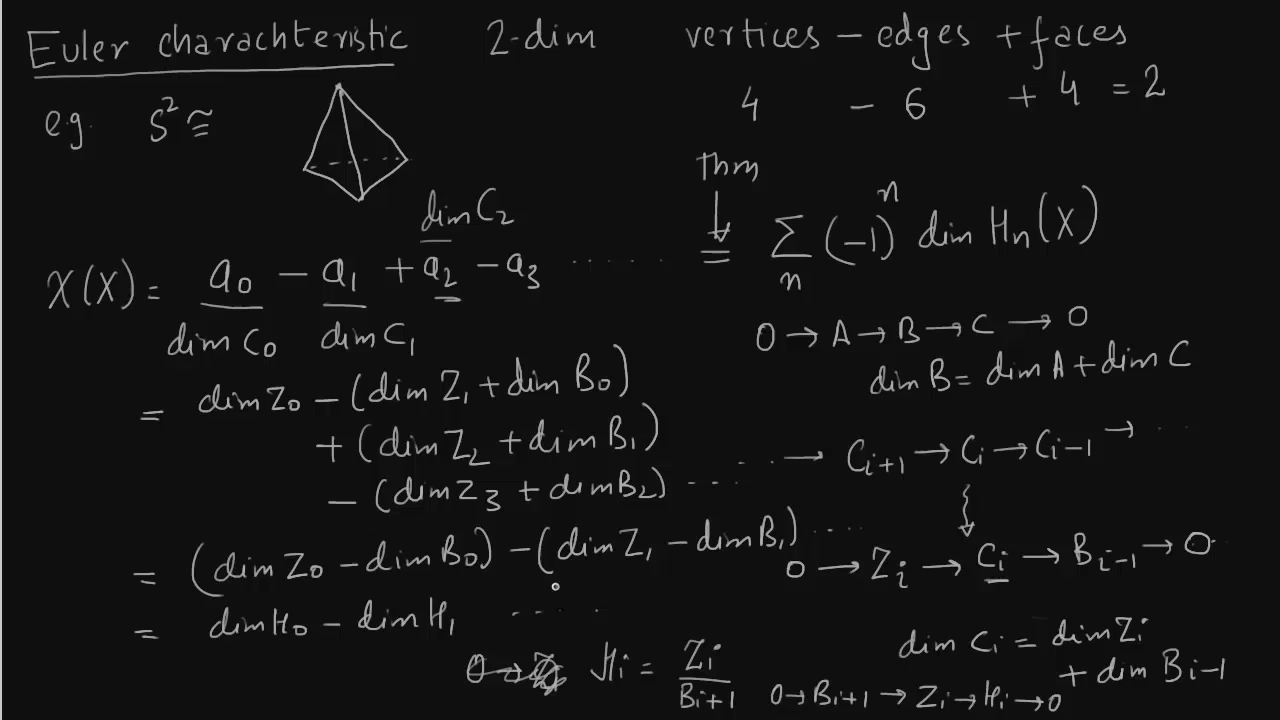 Euler charachteristic 2-dim vertices – edges + faces
e.g. S² ≅ 4 – 6 + 4 = 2
Thm
dim C₂
χ(X) = a₀ – a₁ + a₂ – a₃ ...... = ∑ₙ (-1)ⁿ dim Hₙ(X)
dim C₀ dim C₁
0 → A → B → C → 0
dim B = dim A + dim C
= dim Z₀ – (dim Z₁ + dim B₀)
+ (dim Z₂ + dim B₁)
... → Cᵢ₊₁ → Cᵢ → Cᵢ₋₁ → ...
– (dim Z₃ + dim B₂) ....
= (dim Z₀ – dim B₀) – (dim Z₁ – dim B₁) ....
0 → Zᵢ → Cᵢ → Bᵢ₋₁ → 0
= dim H₀ – dim H₁ ....
dim Cᵢ = dim Zᵢ
+ dim Bᵢ₋₁
Hᵢ = Zᵢ / Bᵢ₊₁
0 → Bᵢ₊₁ → Zᵢ → Hᵢ → 0